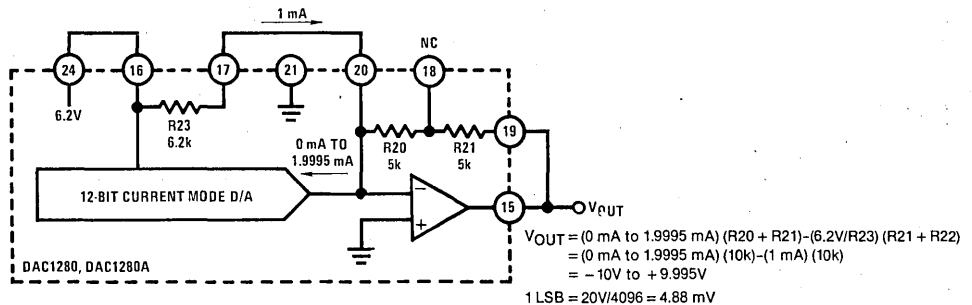 1 mA
NC
24
16
17
21
20
18
6.2V
R23
6.2k
R20
5k
R21
5k
19
0 mA TO
1.9995 mA
12-BIT CURRENT MODE D/A
−
+
15
VOUT
DAC1280, DAC1280A
VOUT = (0 mA to 1.9995 mA) (R20 + R21)-(6.2V/R23) (R21 + R22)
= (0 mA to 1.9995 mA) (10k)-(1 mA) (10k)
= -10V to +9.995V
1 LSB = 20V/4096 = 4.88 mV